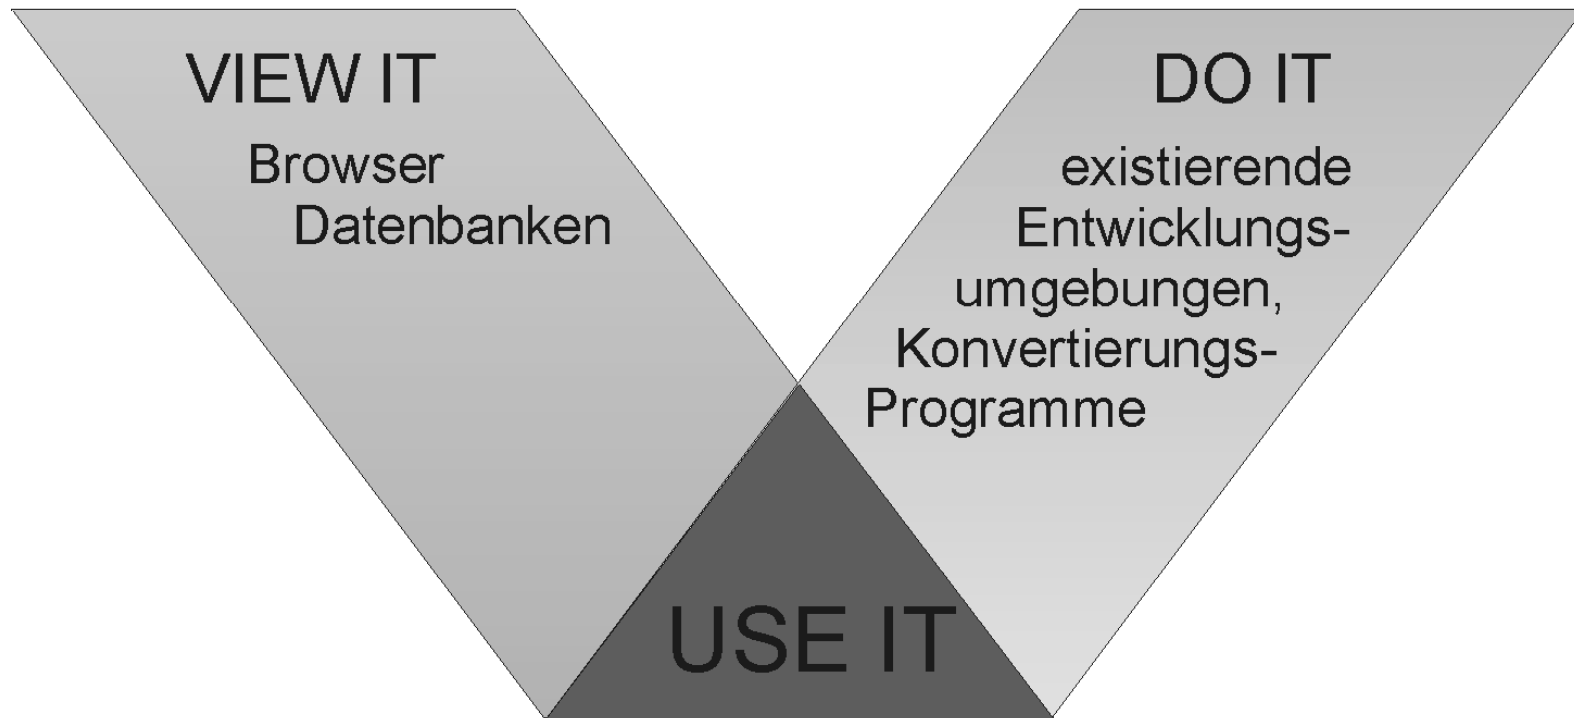 VIEW IT
Browser
Datenbanken
DO IT
existierende
Entwicklungs-
umgebungen,
Konvertierungs-
Programme
USE IT